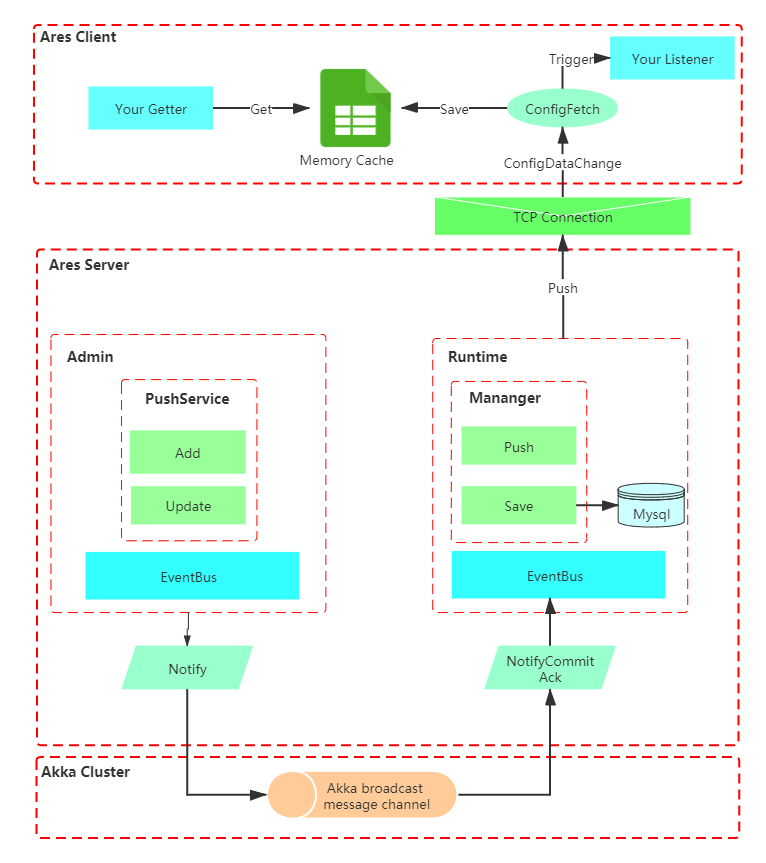 Ares Client
Trigger
Your Listener
Your Getter
Get
Save
ConfigFetch
Memory Cache
ConfigDataChange
TCP Connection
Ares Server
Push
Admin
Runtime
PushService
Mananger
Add
Push
Update
Save
Mysql
EventBus
EventBus
Notify
NotifyCommit
Ack
Akka Cluster
Akka broadcast
message channel